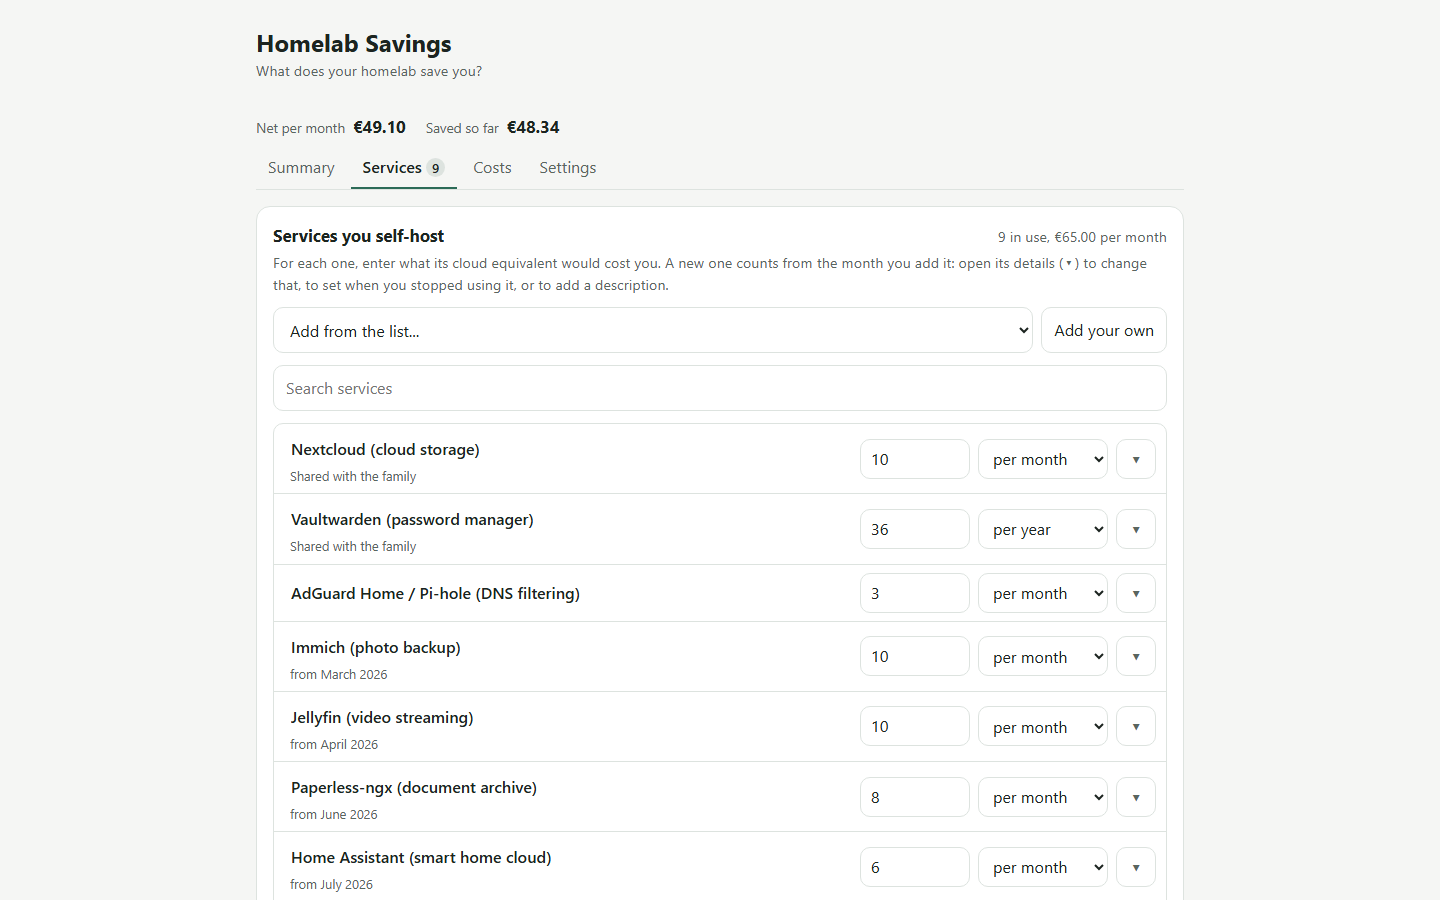 Homelab Savings
What does your homelab save you?
Net per month €49.10 Saved so far €48.34
Summary Services 9 Costs Settings
Services you self-host 9 in use, €65.00 per month
For each one, enter what its cloud equivalent would cost you. A new one counts from the month you add it: open its details (▾) to change
that, to set when you stopped using it, or to add a description.
Add from the list... Add your own
Search services
Nextcloud (cloud storage) 10 per month ▾
Shared with the family
Vaultwarden (password manager) 36 per year ▾
Shared with the family
AdGuard Home / Pi-hole (DNS filtering) 3 per month ▾
Immich (photo backup) 10 per month ▾
from March 2026
Jellyfin (video streaming) 10 per month ▾
from April 2026
Paperless-ngx (document archive) 8 per month ▾
from June 2026
Home Assistant (smart home cloud) 6 per month ▾
from July 2026